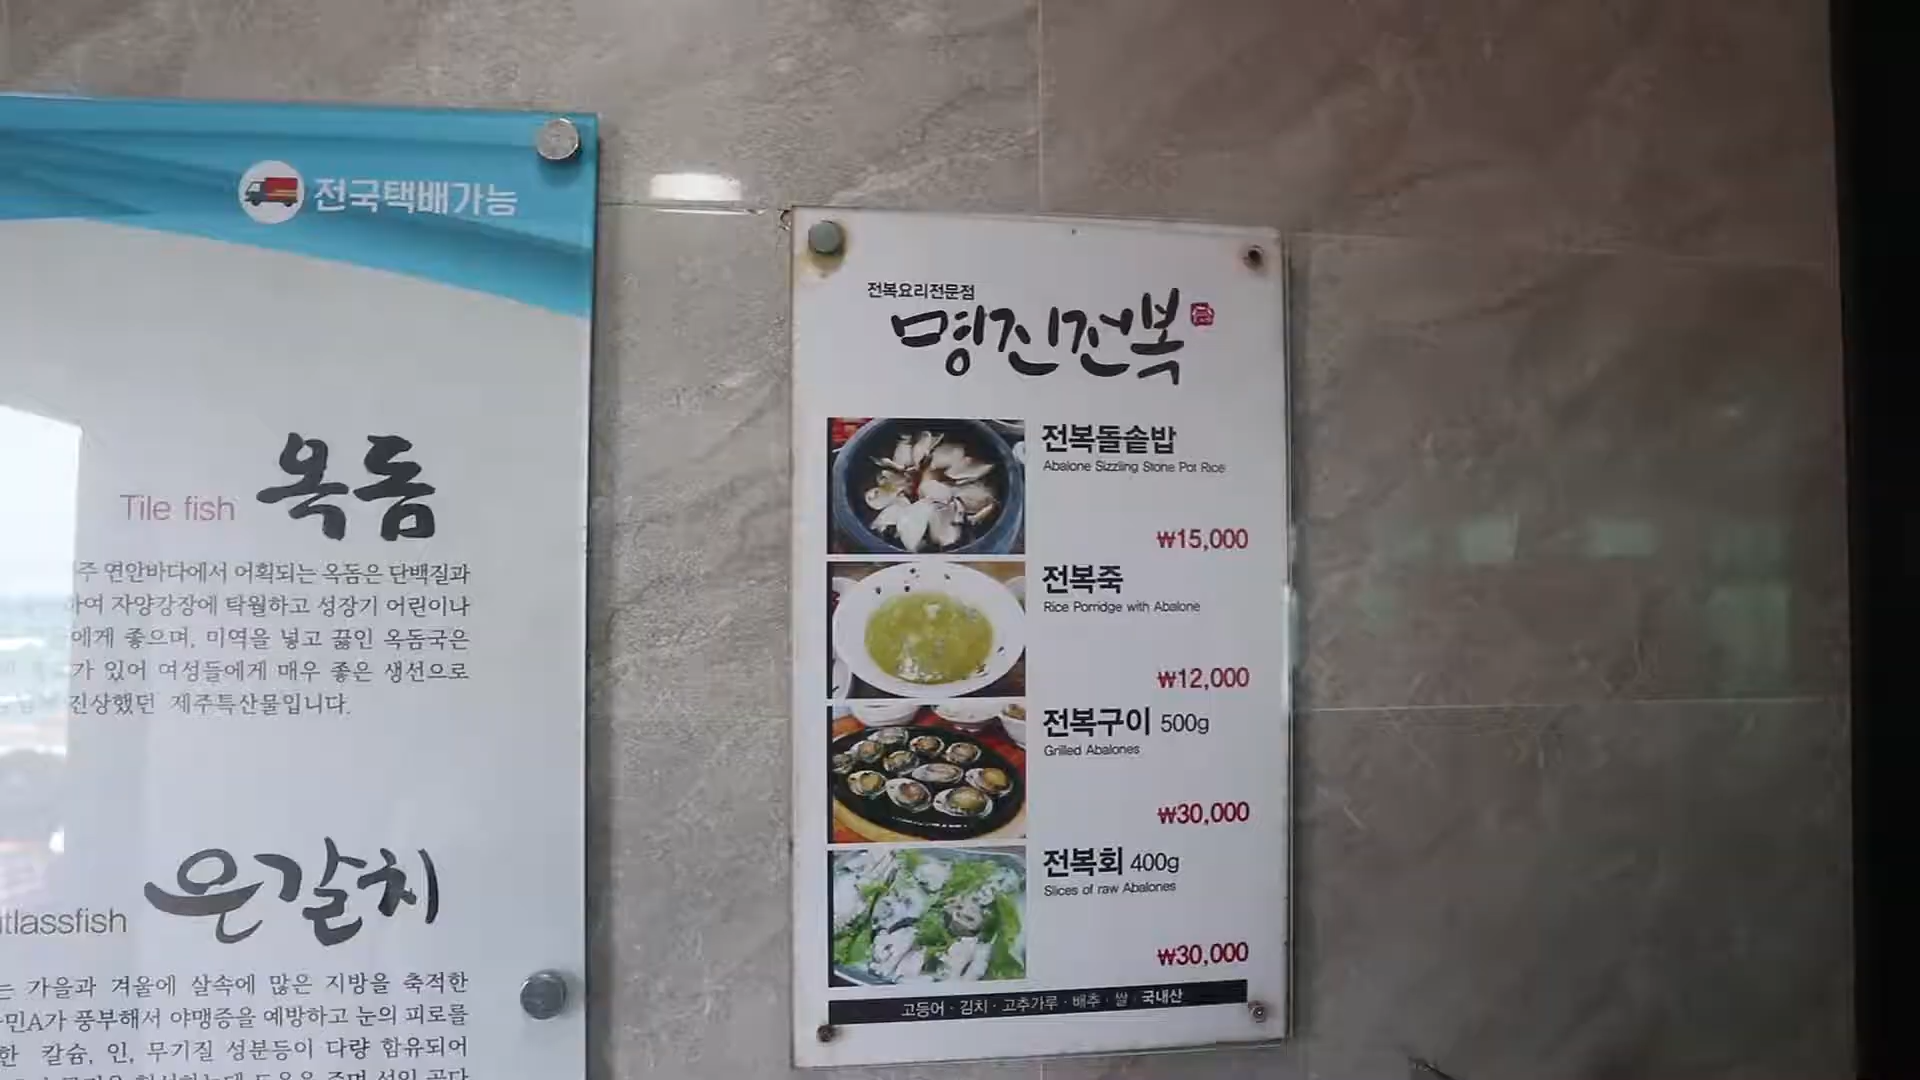 전국택배가능
Tile fish 옥돔
연안바다에서 어획되는 옥돔은 단백질과
자양강장에 탁월하고 성장기 어린이나
에게 좋으며, 미역을 넣고 끓인 옥돔국은
가 있어 여성들에게 매우 좋은 생선으로
진상했던 제주특산물입니다.
은갈치
tlassfish
는 가을과 겨울에 살속에 많은 지방을 축적한
민A가 풍부해서 야맹증을 예방하고 눈의 피로를
한 칼슘, 인, 무기질 성분등이 다량 함유되어
전복요리전문점
명진전복
전복돌솥밥
Abalone Sizzling Stone Pot Rice
₩15,000
전복죽
Rice Porridge with Abalone
₩12,000
전복구이 500g
Grilled Abalones
₩30,000
전복회 400g
Slices of raw Abalones
₩30,000
고등어 · 김치 · 고추가루 · 배추 · 쌀 · 국내산